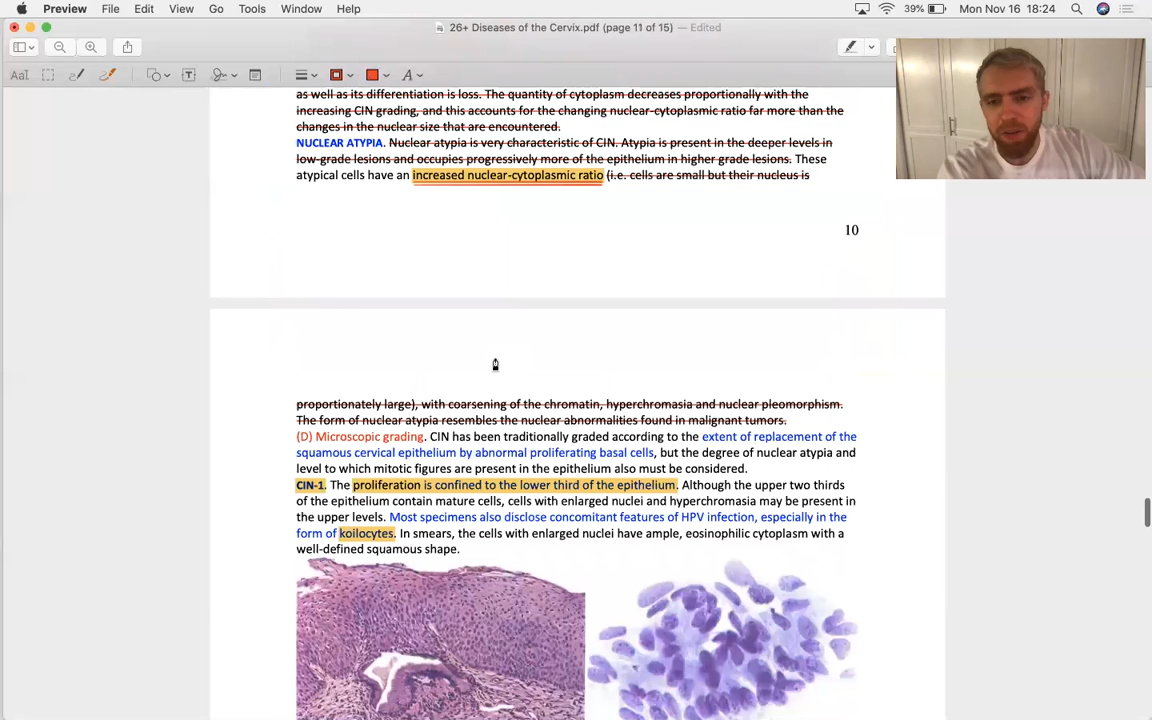 Preview File Edit View Go Tools Window Help 39% Mon Nov 16 18:24
26+ Diseases of the Cervix.pdf (page 11 of 15) — Edited
AaI T A
as well as its differentiation is loss. The quantity of cytoplasm decreases proportionally with the
increasing CIN grading, and this accounts for the changing nuclear-cytoplasmic ratio far more than the
changes in the nuclear size that are encountered.
NUCLEAR ATYPIA. Nuclear atypia is very characteristic of CIN. Atypia is present in the deeper levels in
low-grade lesions and occupies progressively more of the epithelium in higher grade lesions. These
atypical cells have an increased nuclear-cytoplasmic ratio (i.e. cells are small but their nucleus is
10
proportionately large), with coarsening of the chromatin, hyperchromasia and nuclear pleomorphism.
The form of nuclear atypia resembles the nuclear abnormalities found in malignant tumors.
(D) Microscopic grading. CIN has been traditionally graded according to the extent of replacement of the
squamous cervical epithelium by abnormal proliferating basal cells, but the degree of nuclear atypia and
level to which mitotic figures are present in the epithelium also must be considered.
CIN-1. The proliferation is confined to the lower third of the epithelium. Although the upper two thirds
of the epithelium contain mature cells, cells with enlarged nuclei and hyperchromasia may be present in
the upper levels. Most specimens also disclose concomitant features of HPV infection, especially in the
form of koilocytes. In smears, the cells with enlarged nuclei have ample, eosinophilic cytoplasm with a
well-defined squamous shape.